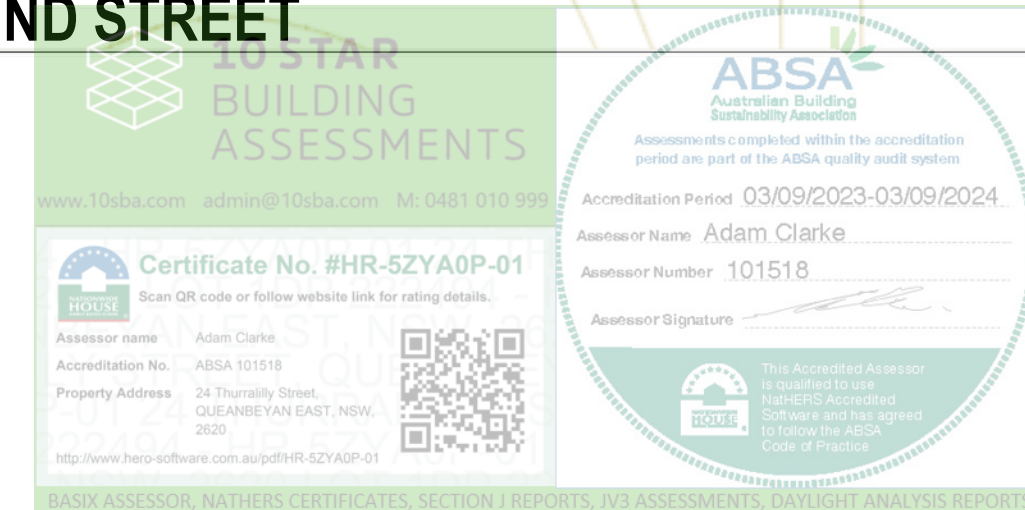 ND STREET
10 STAR
BUILDING
ASSESSMENTS
www.10sba.com admin@10sba.com M: 0481 010 999
NATIONWIDE
HOUSE
Certificate No. #HR-5ZYA0P-01
Scan QR code or follow website link for rating details.
Assessor name Adam Clarke
Accreditation No. ABSA 101518
Property Address 24 Thurralilly Street,
QUEANBEYAN EAST, NSW,
2620
http://www.hero-software.com.au/pdf/HR-5ZYA0P-01
ABSA
Australian Building
Sustainability Association
Assessments completed within the accreditation
period are part of the ABSA quality audit system
Accreditation Period 03/09/2023-03/09/2024
Assessor Name Adam Clarke
Assessor Number 101518
Assessor Signature
NATIONWIDE
HOUSE
This Accredited Assessor
is qualified to use
NatHERS Accredited
Software and has agreed
to follow the ABSA
Code of Practice
BASIX ASSESSOR, NATHERS CERTIFICATES, SECTION J REPORTS, JV3 ASSESSMENTS, DAYLIGHT ANALYSIS REPORTS